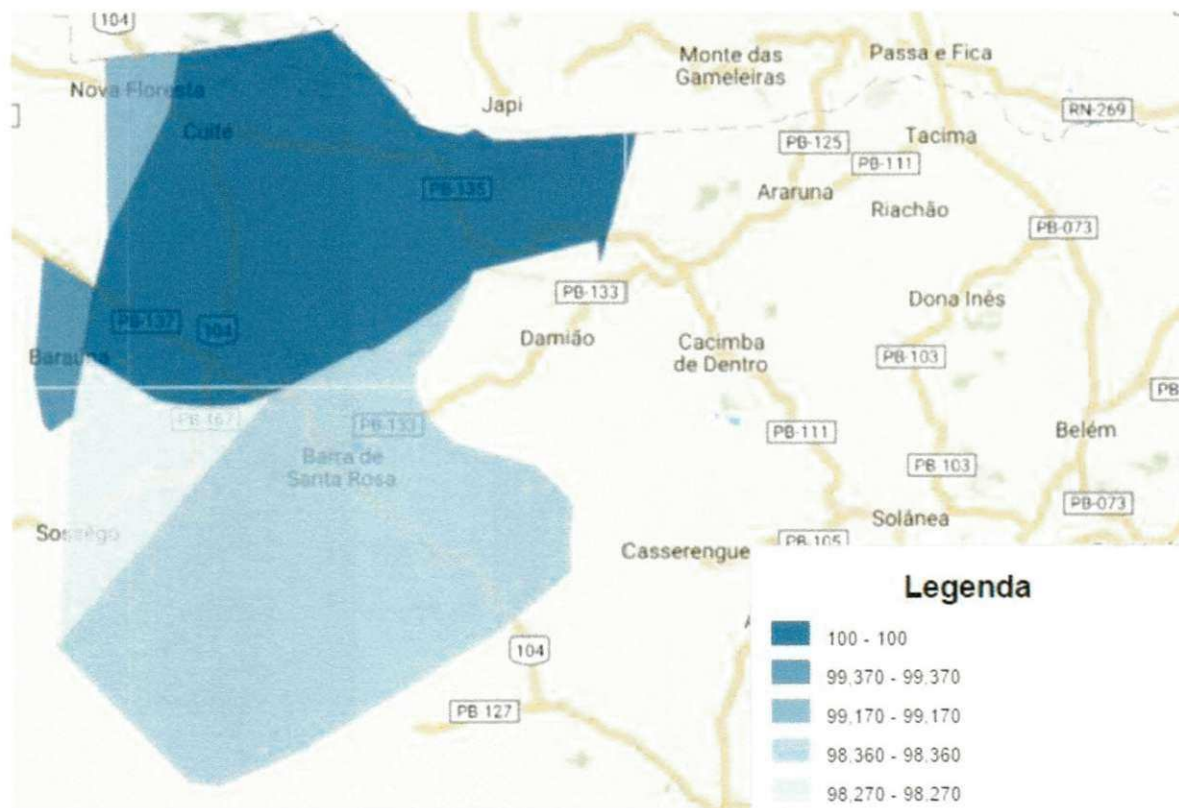 104
Nova Floresta
Cuité
Japi
Monte das
Gameleiras
Passa e Fica
RN-269
PB-125
PB-111
Tacima
PB-135
Araruna
Riachão
PB-073
PB-133
Dona Inês
PB-137
104
Damião
Cacimba
de Dentro
PB-103
Baraúna
PB-167
PB-133
PB-111
Belém
Barra de
Santa Rosa
PB 103
PB-073
Solânea
Sossêgo
Casserengue
PB-105
104
PB 127
Legenda
100 - 100
99,370 - 99,370
99,170 - 99,170
98,360 - 98,360
98,270 - 98,270